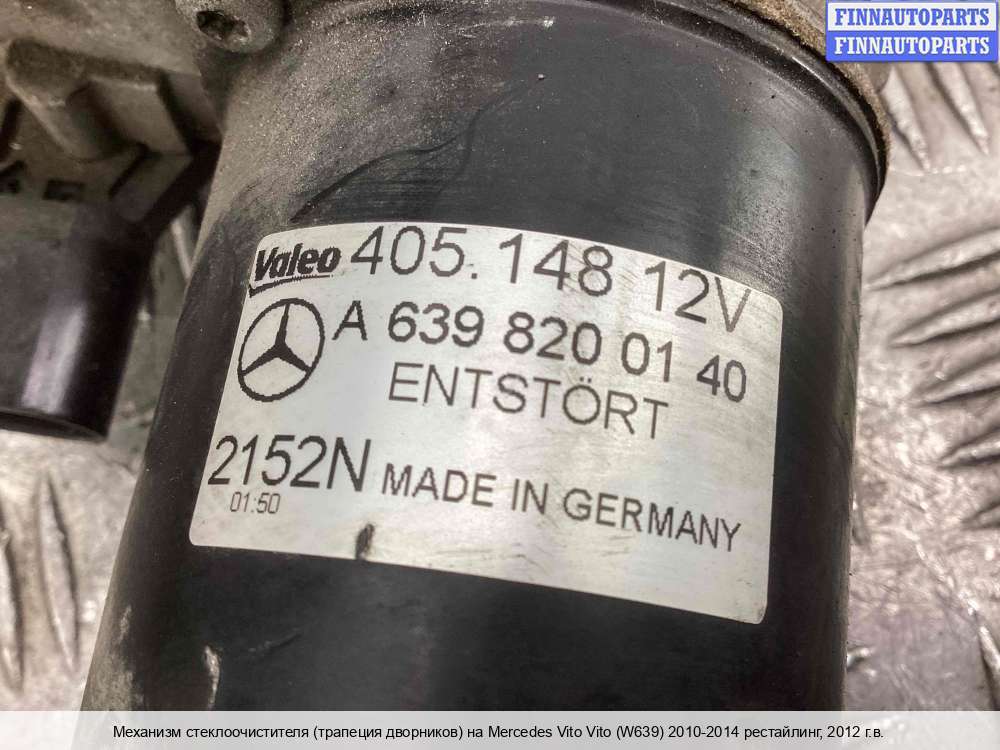 FINNAUTOPARTS
FINNAUTOPARTS
Valeo 405.148 12V
A 639 820 01 40
ENTSTÖRT
2152N MADE IN GERMANY
01:50
Механизм стеклоочистителя (трапеция дворников) на Mercedes Vito Vito (W639) 2010-2014 рестайлинг, 2012 г.в.